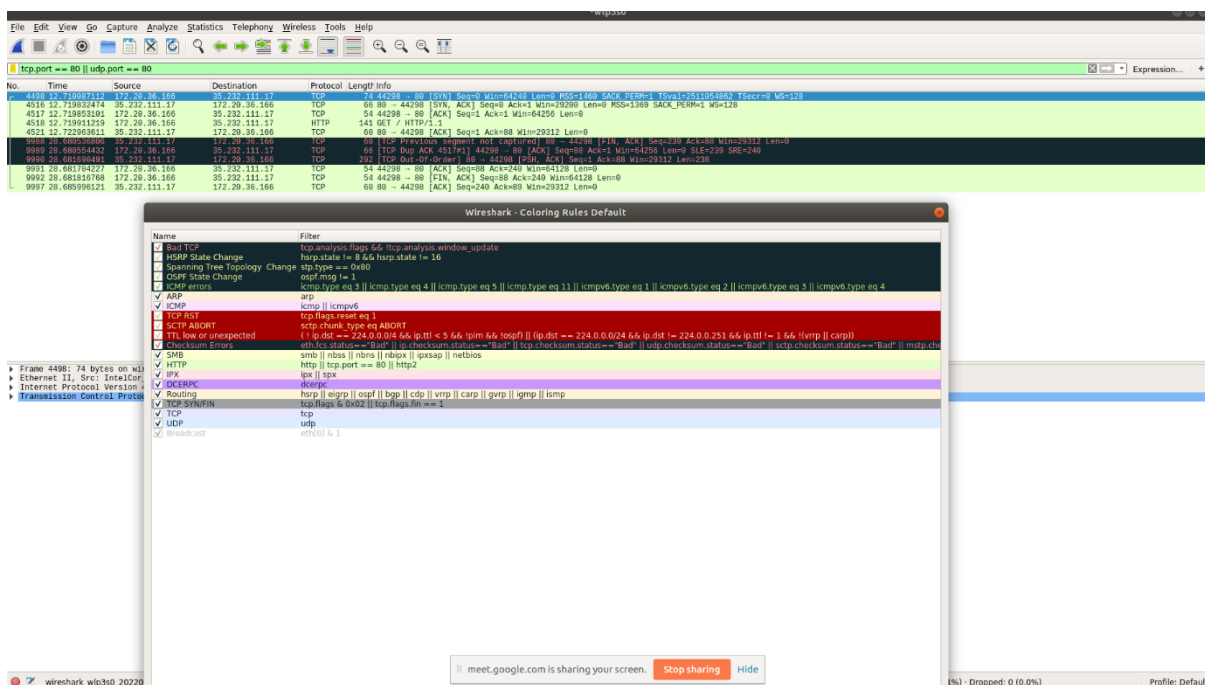 *wlp3s0
File Edit View Go Capture Analyze Statistics Telephony Wireless Tools Help
tcp.port == 80 || udp.port == 80 Expression... +
No. Time Source Destination Protocol Length Info
4498 12.710087112 172.20.36.166 35.232.111.17 TCP 74 44298 → 80 [SYN] Seq=0 Win=64240 Len=0 MSS=1460 SACK_PERM=1 TSval=2511054862 TSecr=0 WS=128
4516 12.719832474 35.232.111.17 172.20.36.166 TCP 66 80 → 44298 [SYN, ACK] Seq=0 Ack=1 Win=29200 Len=0 MSS=1369 SACK_PERM=1 WS=128
4517 12.719853101 172.20.36.166 35.232.111.17 TCP 54 44298 → 80 [ACK] Seq=1 Ack=1 Win=64256 Len=0
4518 12.719911219 172.20.36.166 35.232.111.17 HTTP 141 GET / HTTP/1.1
4521 12.722963611 35.232.111.17 172.20.36.166 TCP 60 80 → 44298 [ACK] Seq=1 Ack=88 Win=29312 Len=0
9988 28.680536806 35.232.111.17 172.20.36.166 TCP 60 [TCP Previous segment not captured] 80 → 44298 [FIN, ACK] Seq=239 Ack=88 Win=29312 Len=0
9989 28.680554432 172.20.36.166 35.232.111.17 TCP 66 [TCP Dup ACK 4517#1] 44298 → 80 [ACK] Seq=88 Ack=1 Win=64256 Len=0 SLE=239 SRE=240
9990 28.681690491 35.232.111.17 172.20.36.166 TCP 292 [TCP Out-Of-Order] 80 → 44298 [PSH, ACK] Seq=1 Ack=88 Win=29312 Len=238
9991 28.681704227 172.20.36.166 35.232.111.17 TCP 54 44298 → 80 [ACK] Seq=88 Ack=240 Win=64128 Len=0
9992 28.681816768 172.20.36.166 35.232.111.17 TCP 54 44298 → 80 [FIN, ACK] Seq=88 Ack=240 Win=64128 Len=0
9997 28.685996121 35.232.111.17 172.20.36.166 TCP 60 80 → 44298 [ACK] Seq=240 Ack=89 Win=29312 Len=0
Wireshark · Coloring Rules Default
Name Filter
Bad TCP tcp.analysis.flags && !tcp.analysis.window_update
HSRP State Change hsrp.state != 8 && hsrp.state != 16
Spanning Tree Topology Change stp.type == 0x80
OSPF State Change ospf.msg != 1
ICMP errors icmp.type eq 3 || icmp.type eq 4 || icmp.type eq 5 || icmp.type eq 11 || icmpv6.type eq 1 || icmpv6.type eq 2 || icmpv6.type eq 3 || icmpv6.type eq 4
ARP arp
ICMP icmp || icmpv6
TCP RST tcp.flags.reset eq 1
SCTP ABORT sctp.chunk_type eq ABORT
TTL low or unexpected ( ! ip.dst == 224.0.0.0/4 && ip.ttl < 5 && !pim && !ospf) || (ip.dst == 224.0.0.0/24 && ip.dst != 224.0.0.251 && ip.ttl != 1 && !(vrrp || carp))
Checksum Errors eth.fcs.status=="Bad" || ip.checksum.status=="Bad" || tcp.checksum.status=="Bad" || udp.checksum.status=="Bad" || sctp.checksum.status=="Bad" || mstp.che
SMB smb || nbss || nbns || nbipx || ipxsap || netbios
HTTP http || tcp.port == 80 || http2
IPX ipx || spx
DCERPC dcerpc
Routing hsrp || eigrp || ospf || bgp || cdp || vrrp || carp || gvrp || igmp || ismp
TCP SYN/FIN tcp.flags & 0x02 || tcp.flags.fin == 1
TCP tcp
UDP udp
Broadcast eth[0] & 1
Frame 4498: 74 bytes on wi
Ethernet II, Src: IntelCor
Internet Protocol Version
Transmission Control Proto
meet.google.com is sharing your screen. Stop sharing Hide
wireshark_wlp3s0_20220 %) · Dropped: 0 (0.0%) Profile: Defaul